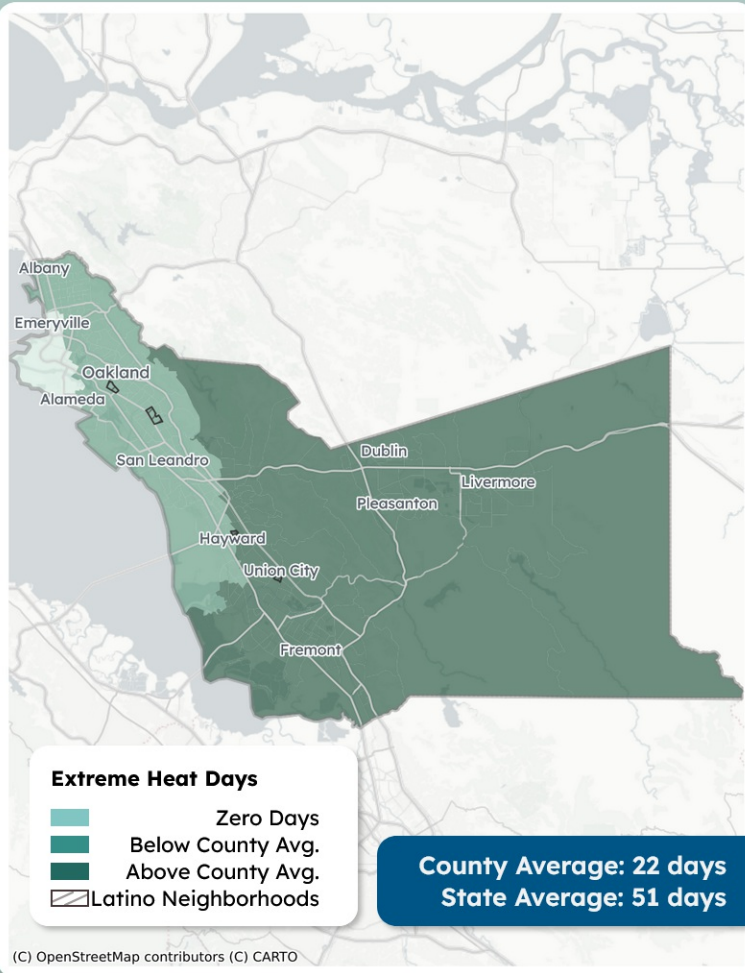 Albany
Emeryville
Oakland
Alameda
San Leandro
Dublin
Livermore
Pleasanton
Hayward
Union City
Fremont
Extreme Heat Days
Zero Days
Below County Avg.
Above County Avg.
Latino Neighborhoods
County Average: 22 days
State Average: 51 days
(C) OpenStreetMap contributors (C) CARTO